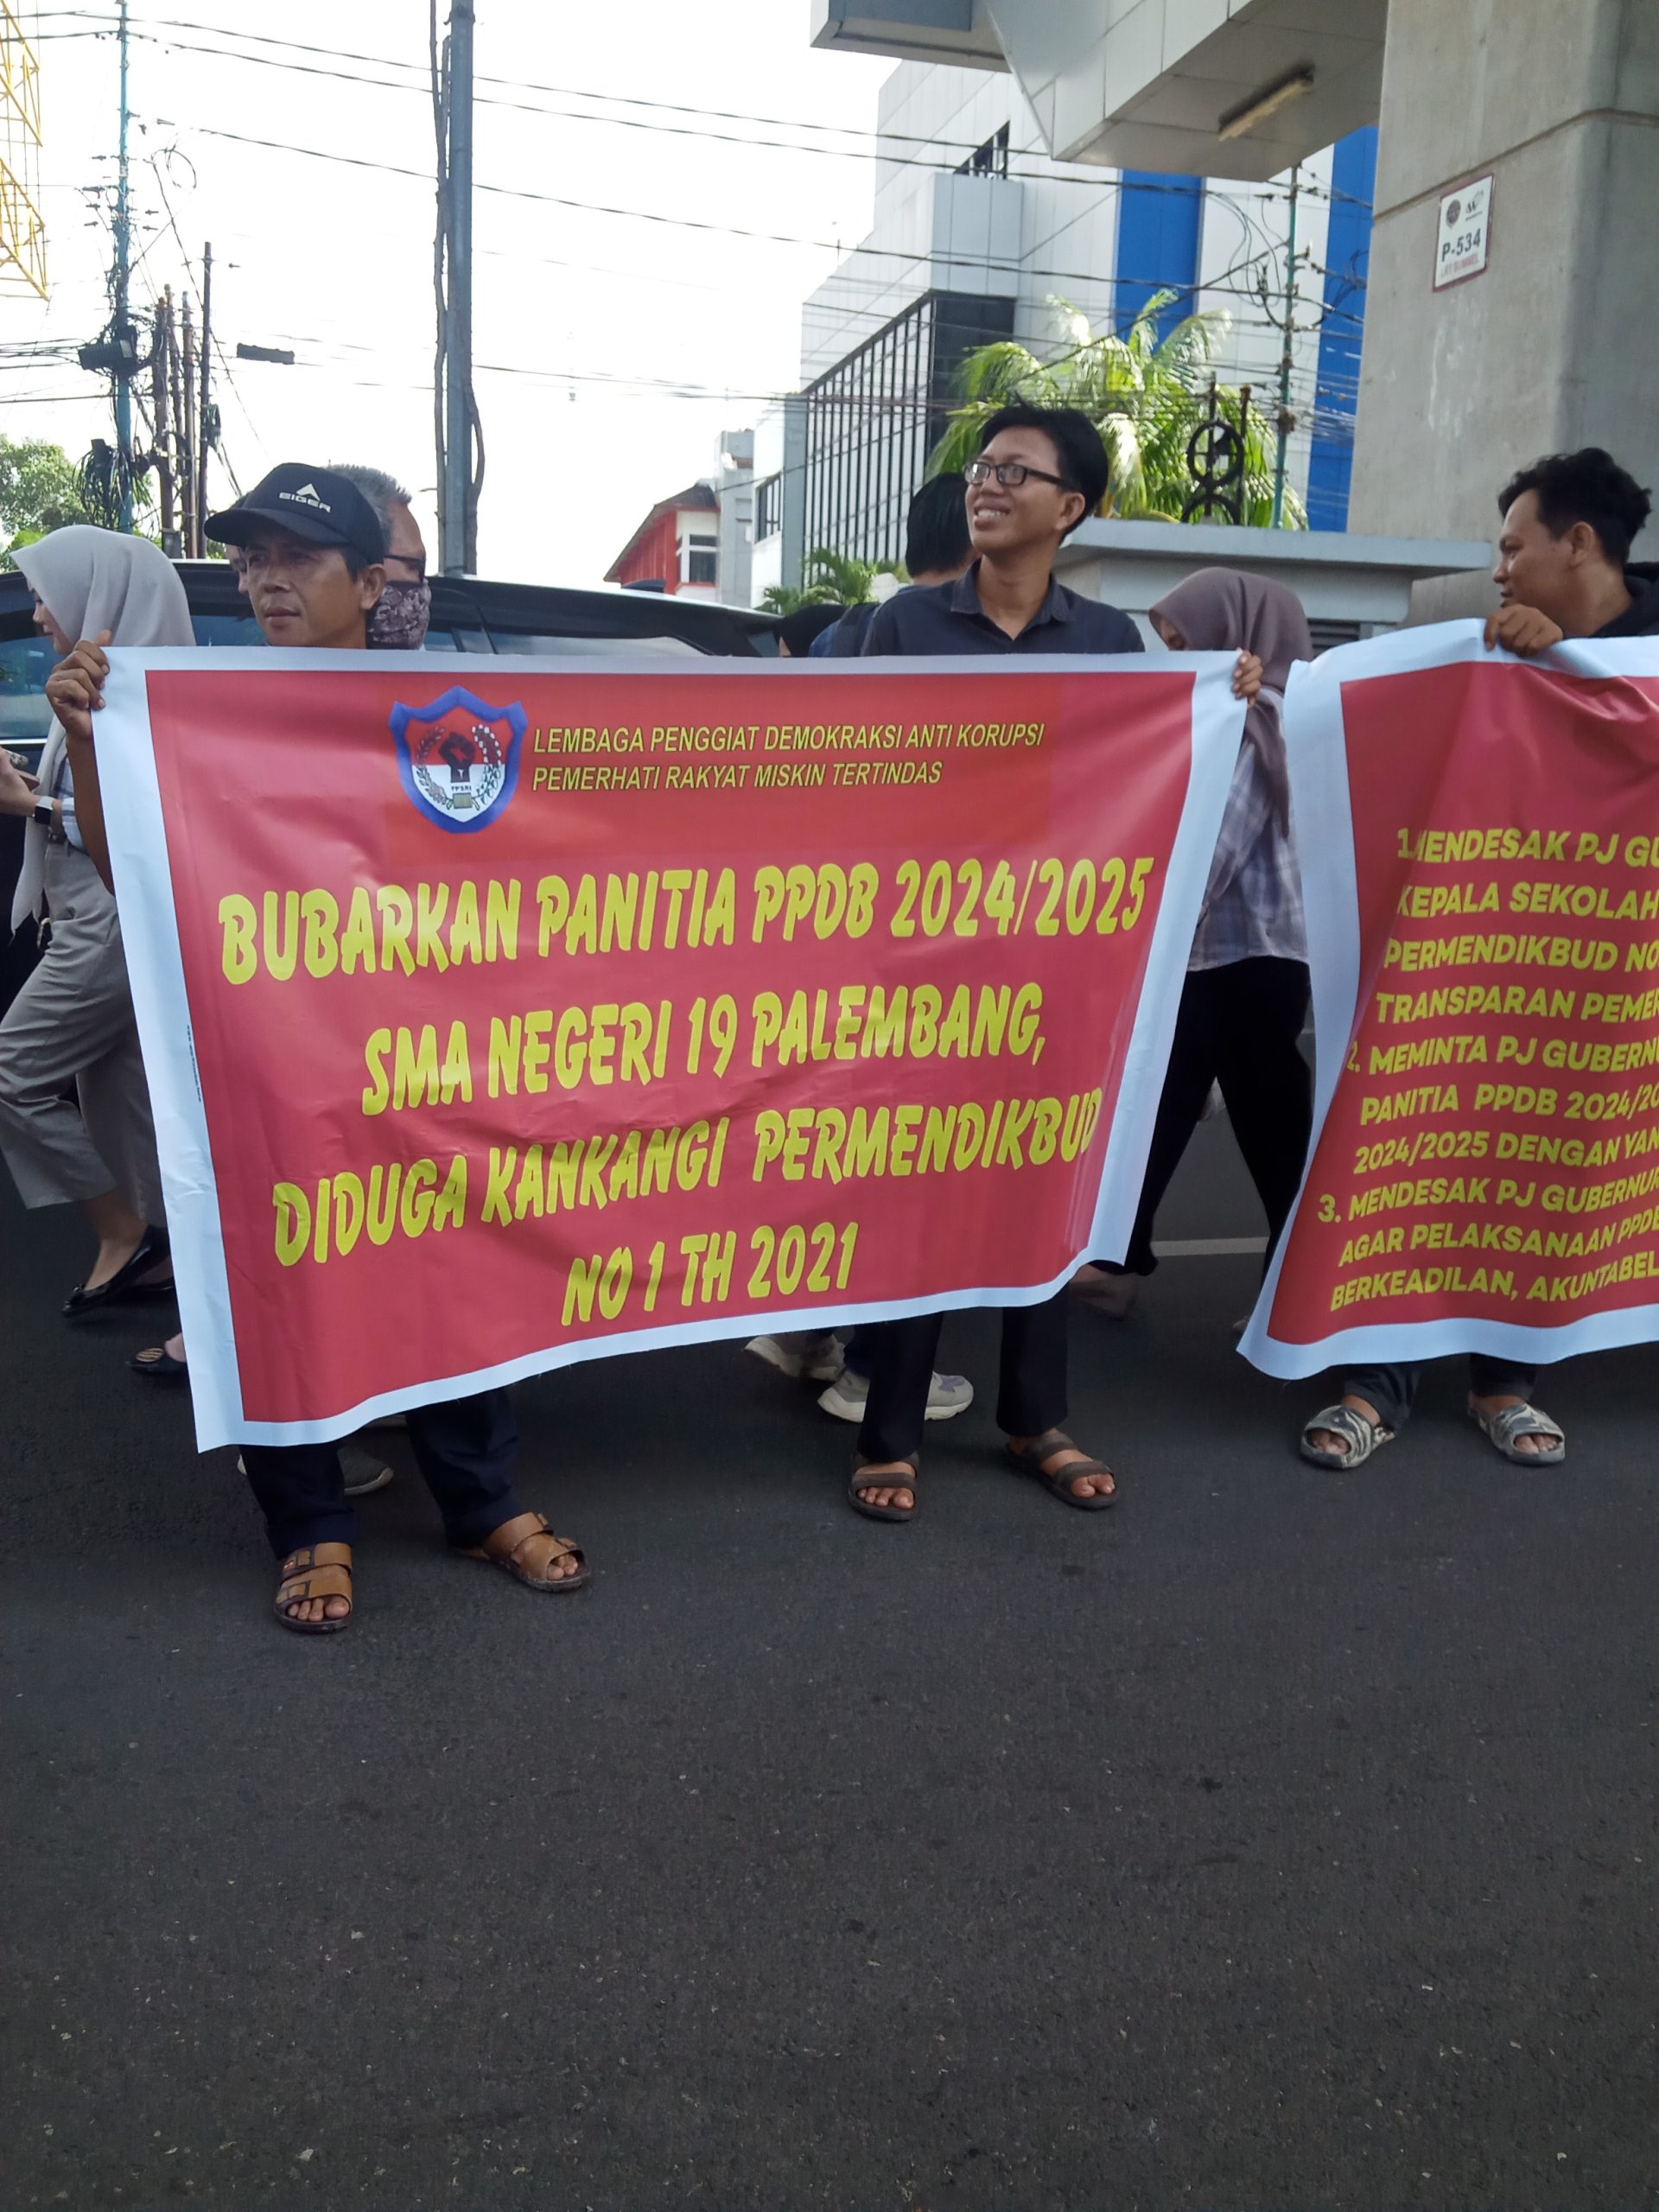 EIGER
P-534
LEMBAGA PENGGIAT DEMOKRAKSI ANTI KORUPSI
PEMERHATI RAKYAT MISKIN TERTINDAS
BUBARKAN PANITIA PPDB 2024/2025
SMA NEGERI 19 PALEMBANG,
DIDUGA KANKANGI PERMENDIKBUD
NO 1 TH 2021
1.MENDESAK PJ GU
KEPALA SEKOLAH
PERMENDIKBUD NO
TRANSPARAN PEMER
2. MEMINTA PJ GUBERNU
PANITIA PPDB 2024/20
2024/2025 DENGAN YAN
3. MENDESAK PJ GUBERNUR
AGAR PELAKSANAAN PPDB
BERKEADILAN, AKUNTABEL